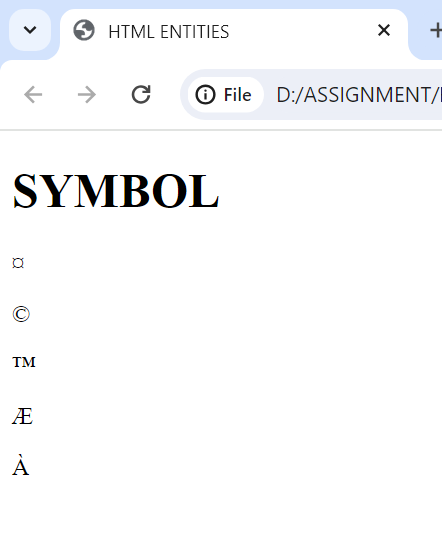 HTML ENTITIES
File D:/ASSIGNMENT/
SYMBOL
¤
©
™
Æ
À